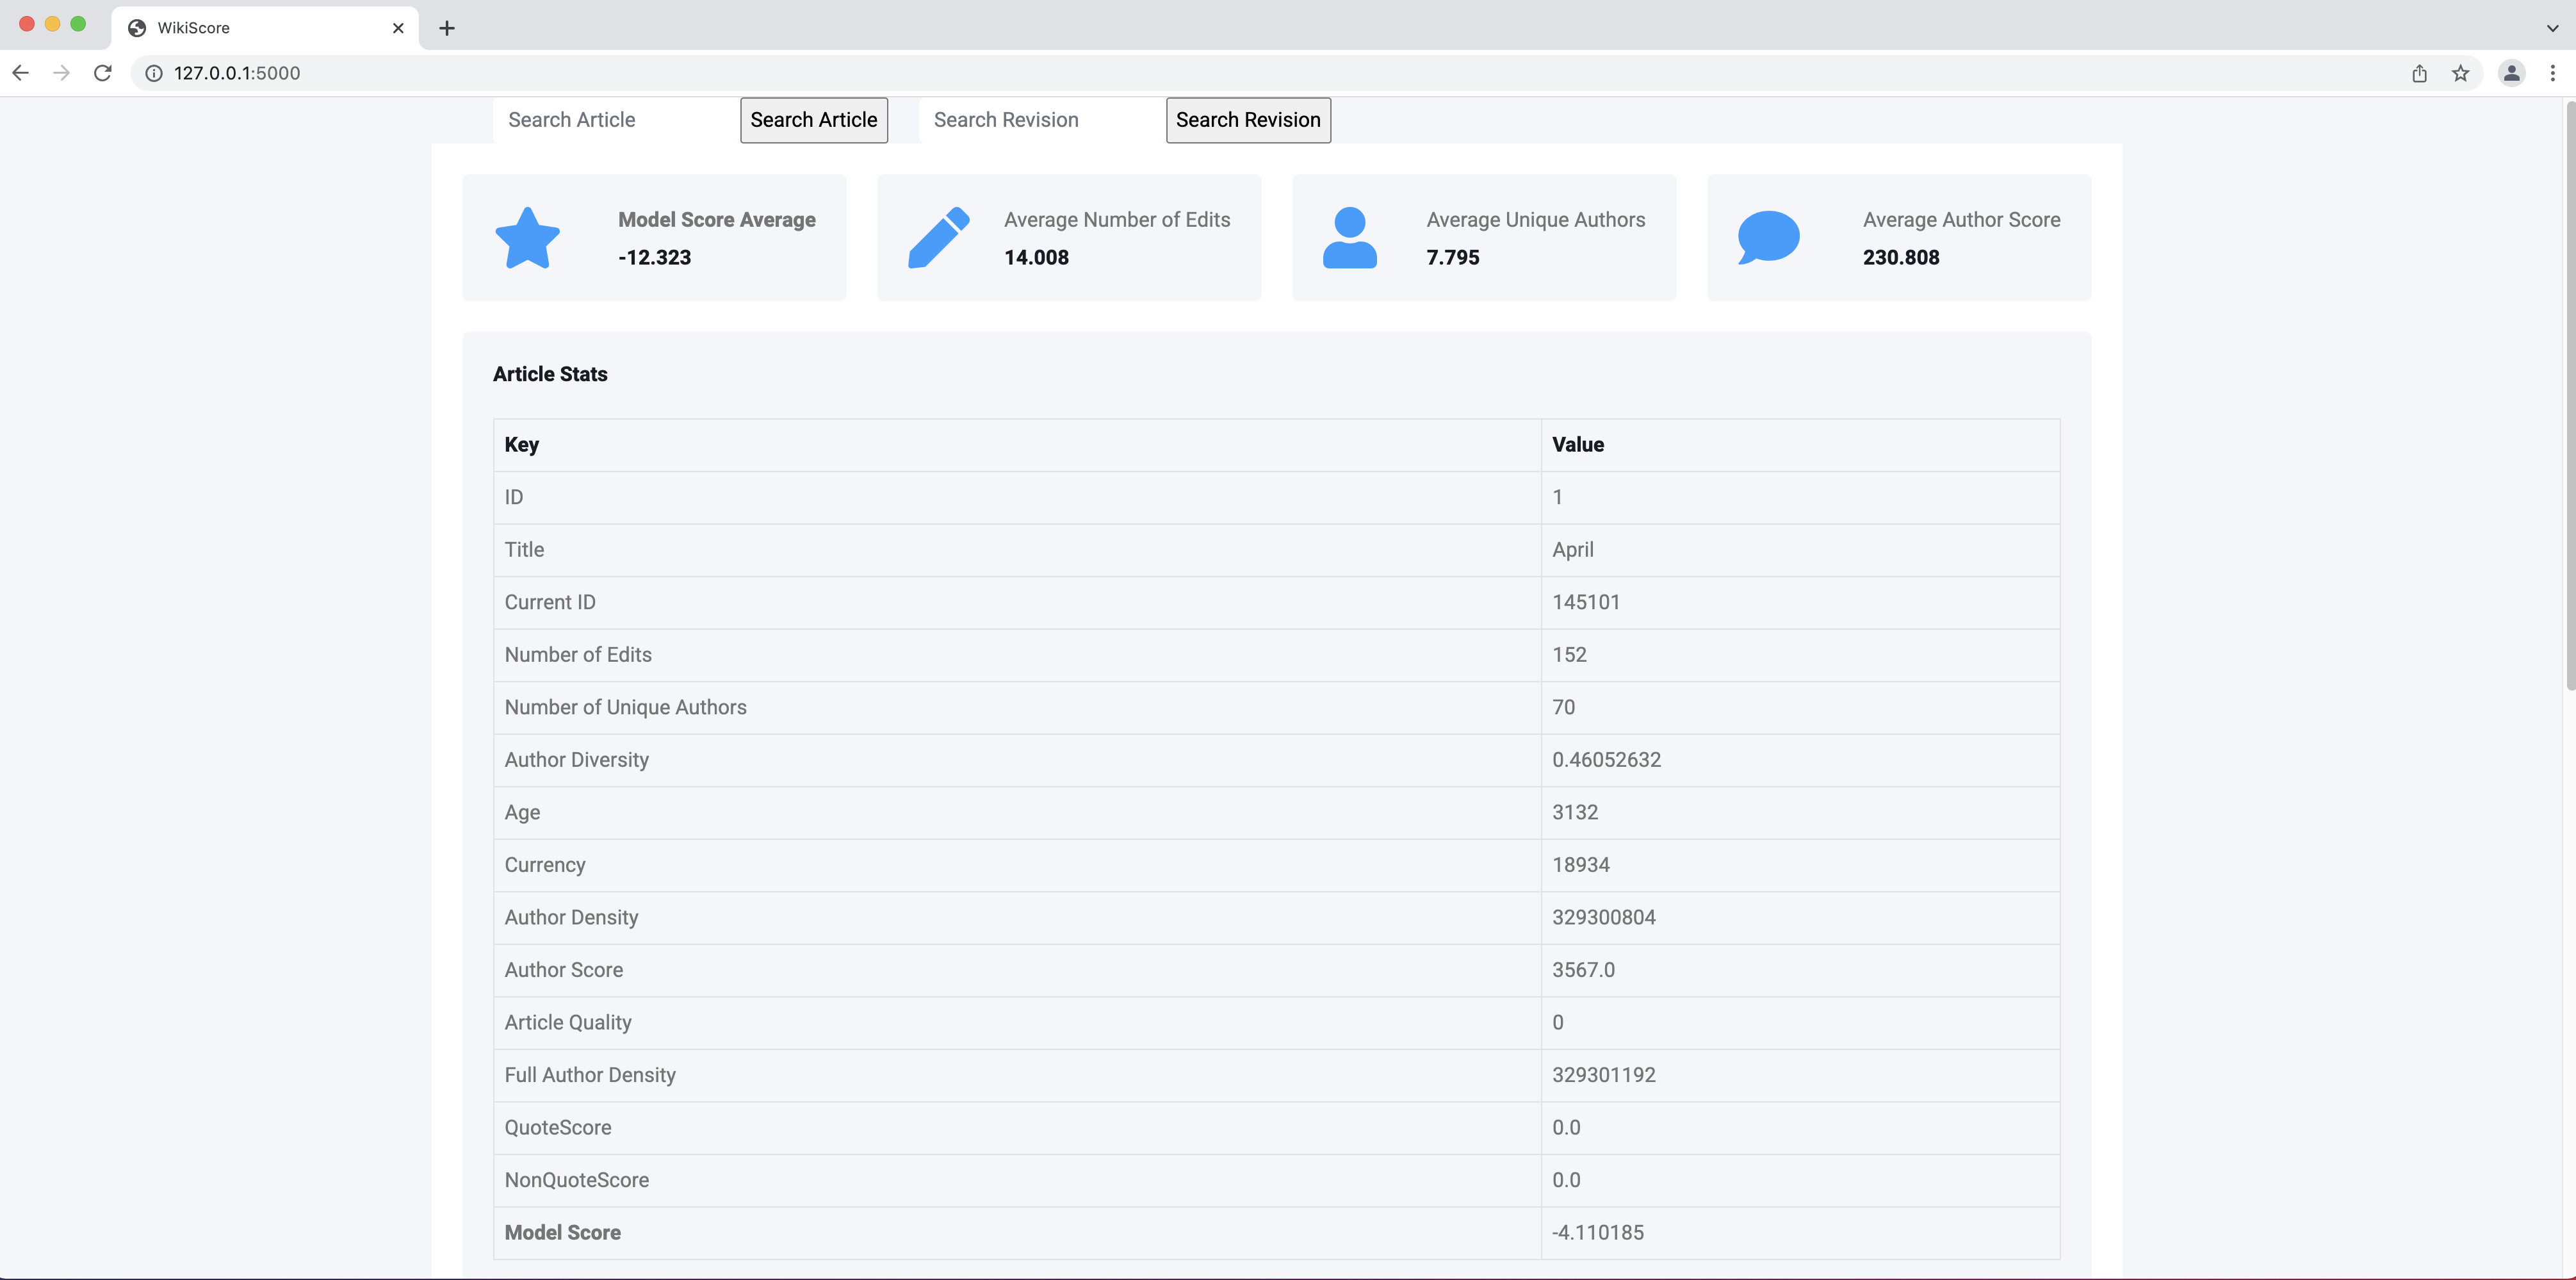 WikiScore
127.0.0.1:5000
Search Article Search Article Search Revision Search Revision
Model Score Average
-12.323
Average Number of Edits
14.008
Average Unique Authors
7.795
Average Author Score
230.808
Article Stats
Key Value
ID 1
Title April
Current ID 145101
Number of Edits 152
Number of Unique Authors 70
Author Diversity 0.46052632
Age 3132
Currency 18934
Author Density 329300804
Author Score 3567.0
Article Quality 0
Full Author Density 329301192
QuoteScore 0.0
NonQuoteScore 0.0
Model Score -4.110185